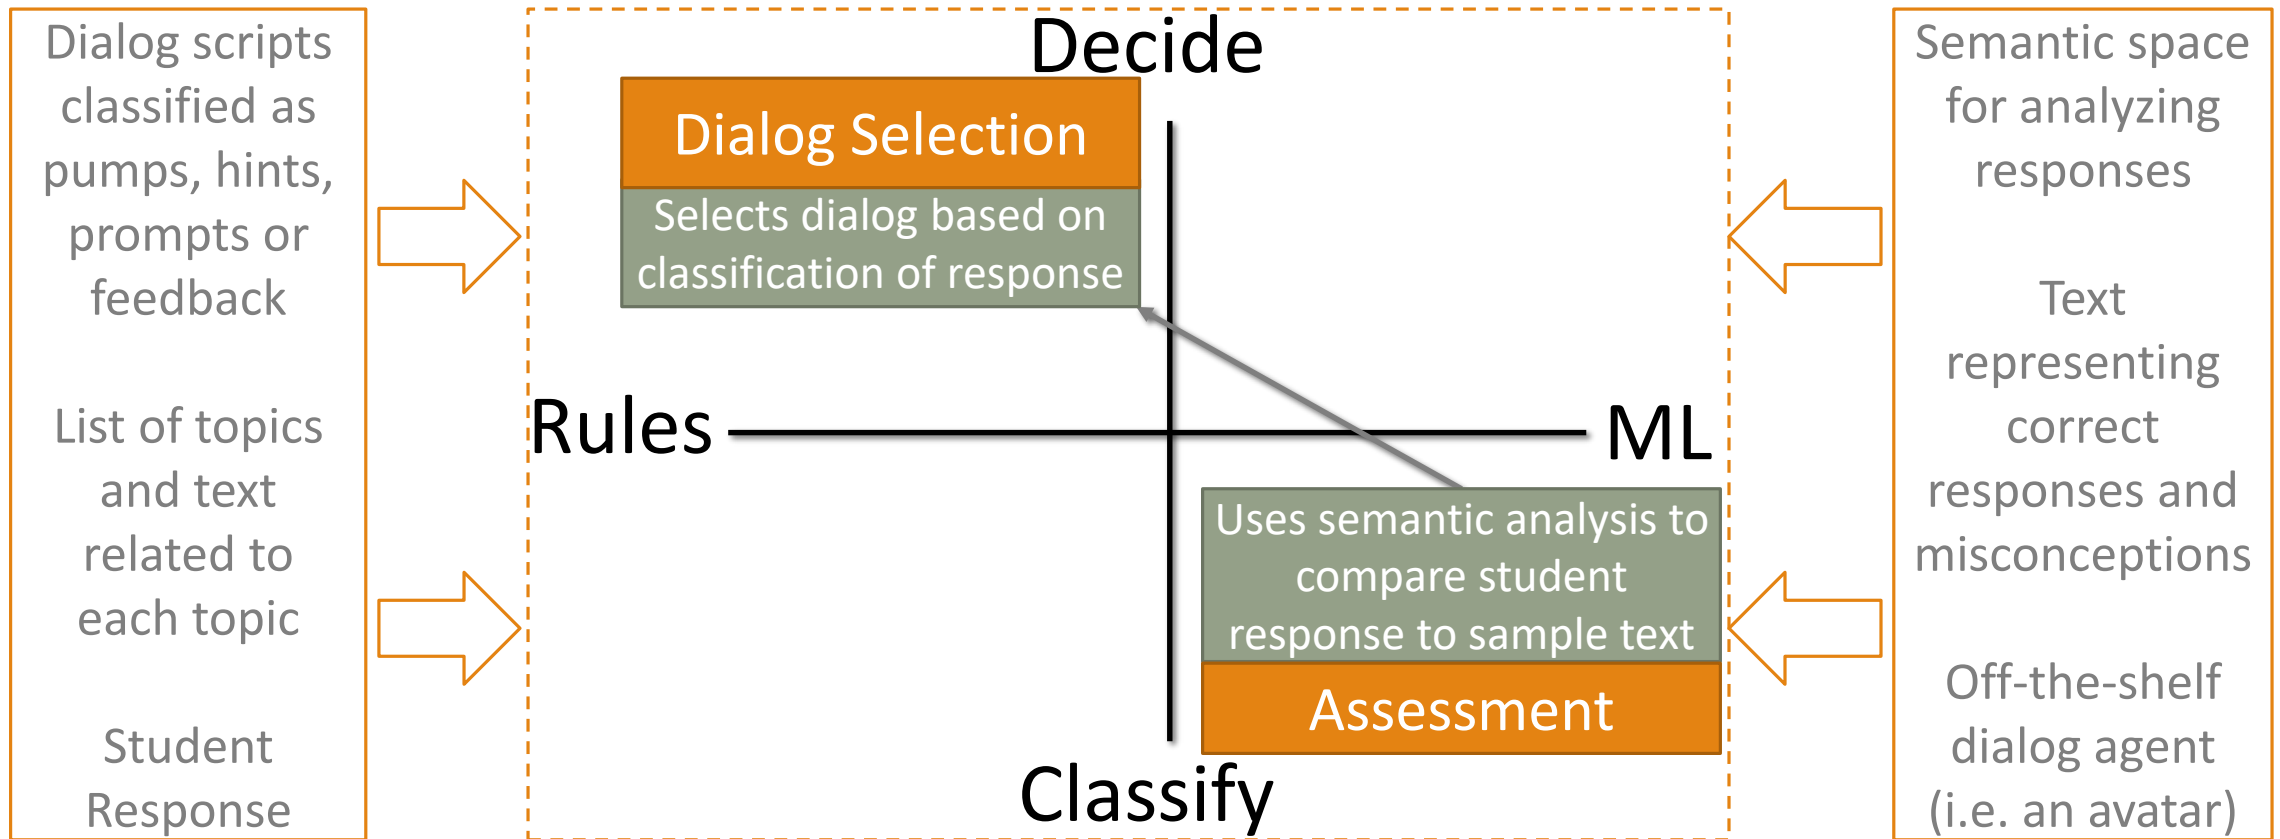 Dialog scripts
classified as
pumps, hints,
prompts or
feedback
List of topics
and text
related to
each topic
Student
Response
Decide
Dialog Selection
Selects dialog based on
classification of response
Rules
ML
Uses semantic analysis to
compare student
response to sample text
Assessment
Classify
Semantic space
for analyzing
responses
Text
representing
correct
responses and
misconceptions
Off-the-shelf
dialog agent
(i.e. an avatar)